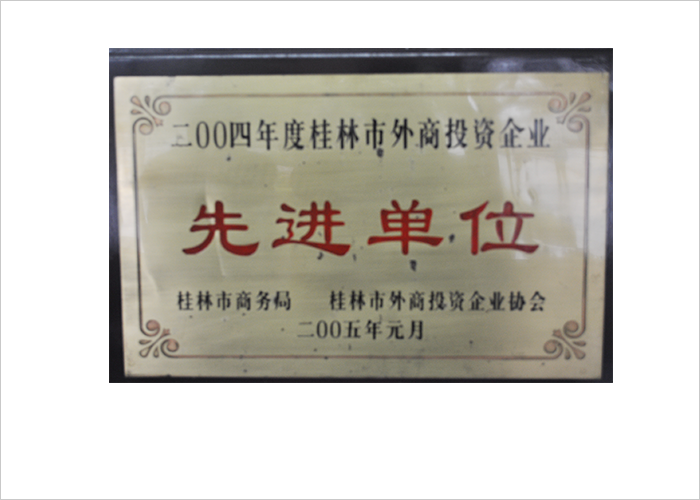 二00四年度桂林市外商投资企业
先进单位
桂林市商务局 桂林市外商投资企业协会
二00五年元月